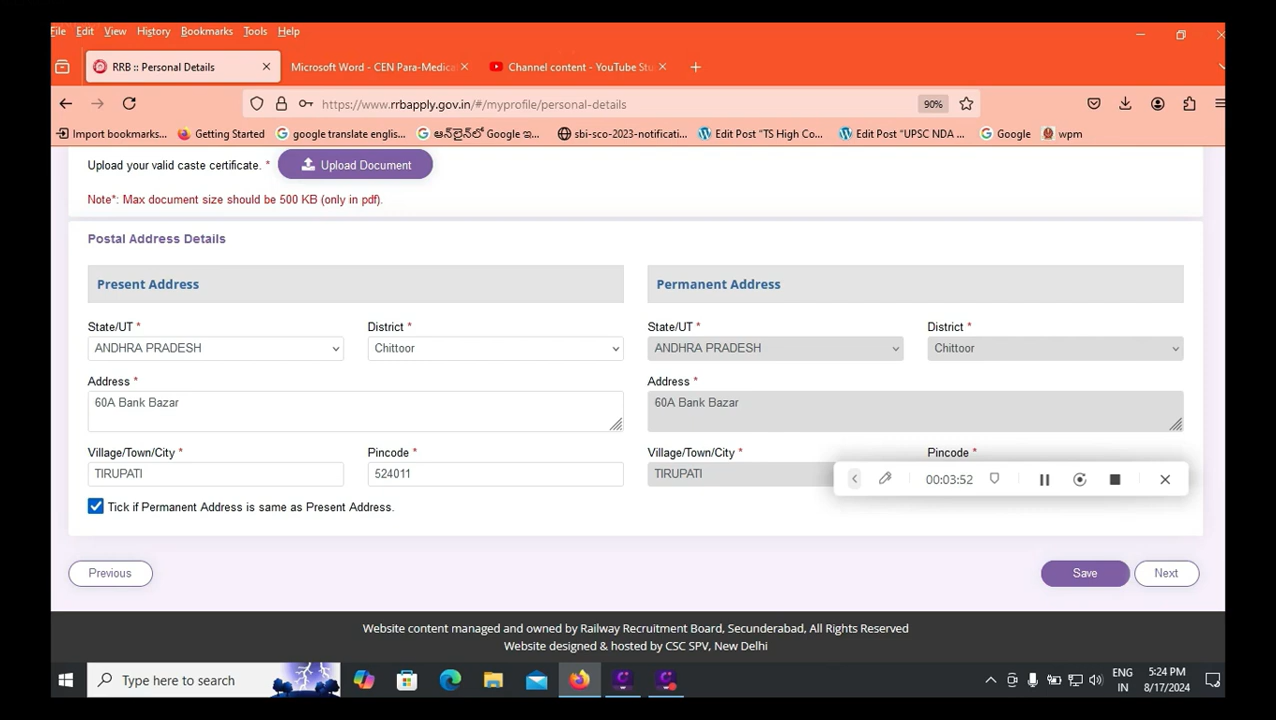 File Edit View History Bookmarks Tools Help
RRB :: Personal Details
Microsoft Word - CEN Para-Medica
Channel content - YouTube Stu
https://www.rrbapply.gov.in/#/myprofile/personal-details
90%
Import bookmarks...
Getting Started
google translate englis...
ఆన్‌లైన్‌లో Google ఇ...
sbi-sco-2023-notificati...
Edit Post "TS High Co...
Edit Post "UPSC NDA ...
Google
wpm
Upload your valid caste certificate. *
Upload Document
Note*: Max document size should be 500 KB (only in pdf).
Postal Address Details
Present Address
Permanent Address
State/UT *
District *
State/UT *
District *
ANDHRA PRADESH
Chittoor
ANDHRA PRADESH
Chittoor
Address *
Address *
60A Bank Bazar
60A Bank Bazar
Village/Town/City *
Pincode *
Village/Town/City *
Pincode *
TIRUPATI
524011
TIRUPATI
00:03:52
Tick if Permanent Address is same as Present Address.
Previous
Save
Next
Website content managed and owned by Railway Recruitment Board, Secunderabad, All Rights Reserved
Website designed & hosted by CSC SPV, New Delhi
Type here to search
ENG
IN
5:24 PM
8/17/2024